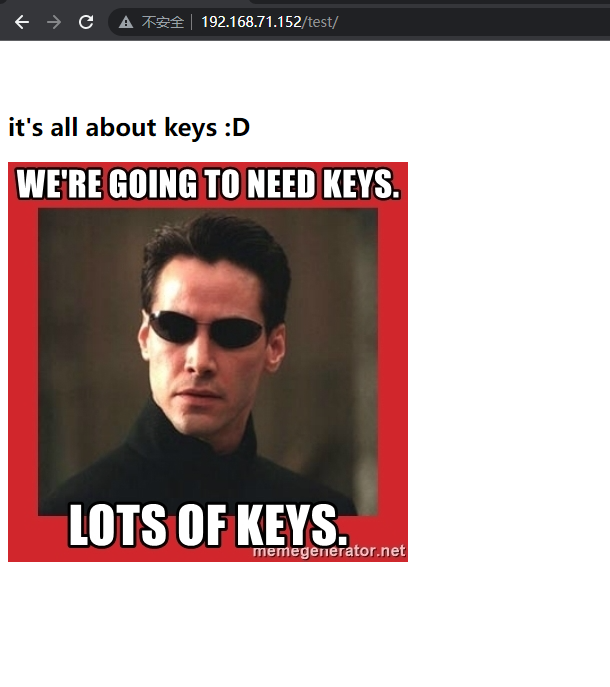 不安全 | 192.168.71.152/test/
it's all about keys :D
WE'RE GOING TO NEED KEYS.
LOTS OF KEYS.
memegenerator.net